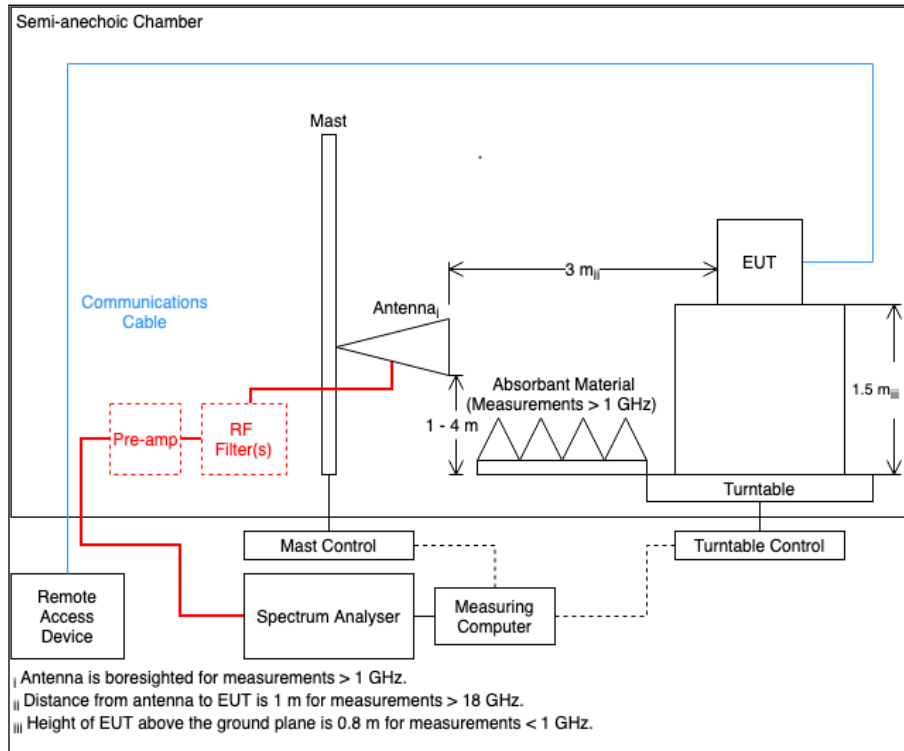 Semi-anechoic Chamber
Mast
EUT
3 m ii
Communications
Cable
Antenna i
Absorbant Material
(Measurements > 1 GHz)
1.5 m iii
1 - 4 m
Pre-amp
RF
Filter(s)
Turntable
Mast Control
Turntable Control
Remote
Access
Device
Spectrum Analyser
Measuring
Computer
i Antenna is boresighted for measurements > 1 GHz.
ii Distance from antenna to EUT is 1 m for measurements > 18 GHz.
iii Height of EUT above the ground plane is 0.8 m for measurements < 1 GHz.